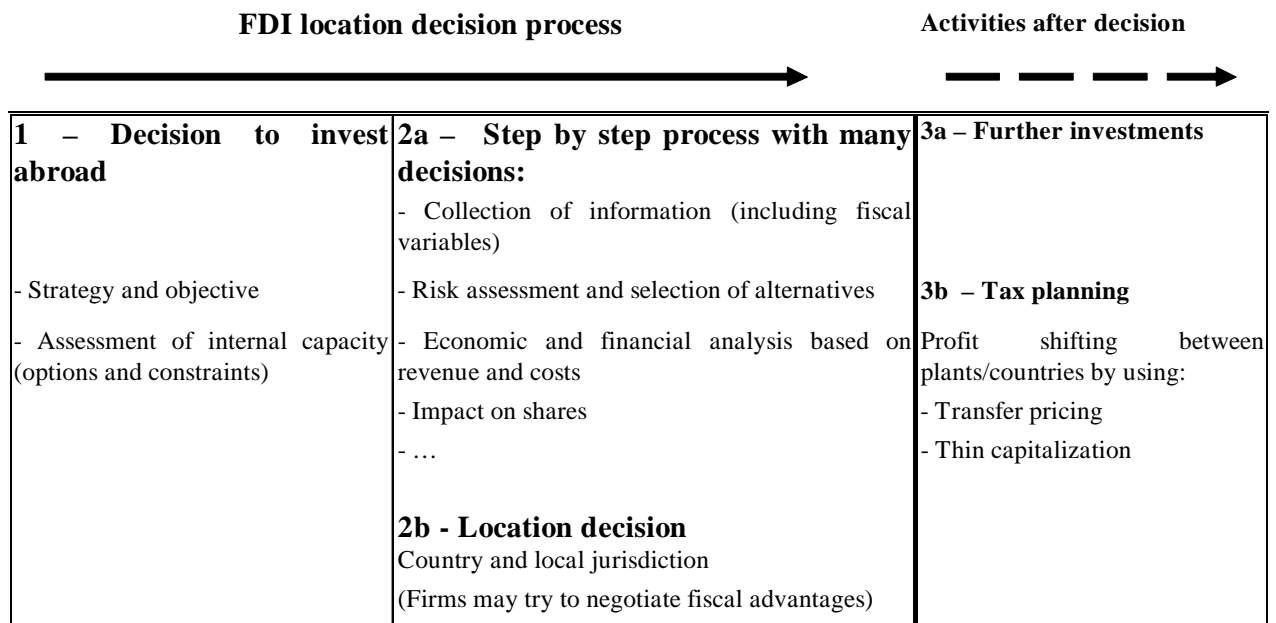 FDI location decision process
Activities after decision
1 – Decision to invest
abroad
- Strategy and objective
- Assessment of internal capacity
(options and constraints)
2a – Step by step process with many
decisions:
- Collection of information (including fiscal
variables)
- Risk assessment and selection of alternatives
- Economic and financial analysis based on
revenue and costs
- Impact on shares
- …
2b - Location decision
Country and local jurisdiction
(Firms may try to negotiate fiscal advantages)
3a – Further investments
3b – Tax planning
Profit shifting between
plants/countries by using:
- Transfer pricing
- Thin capitalization